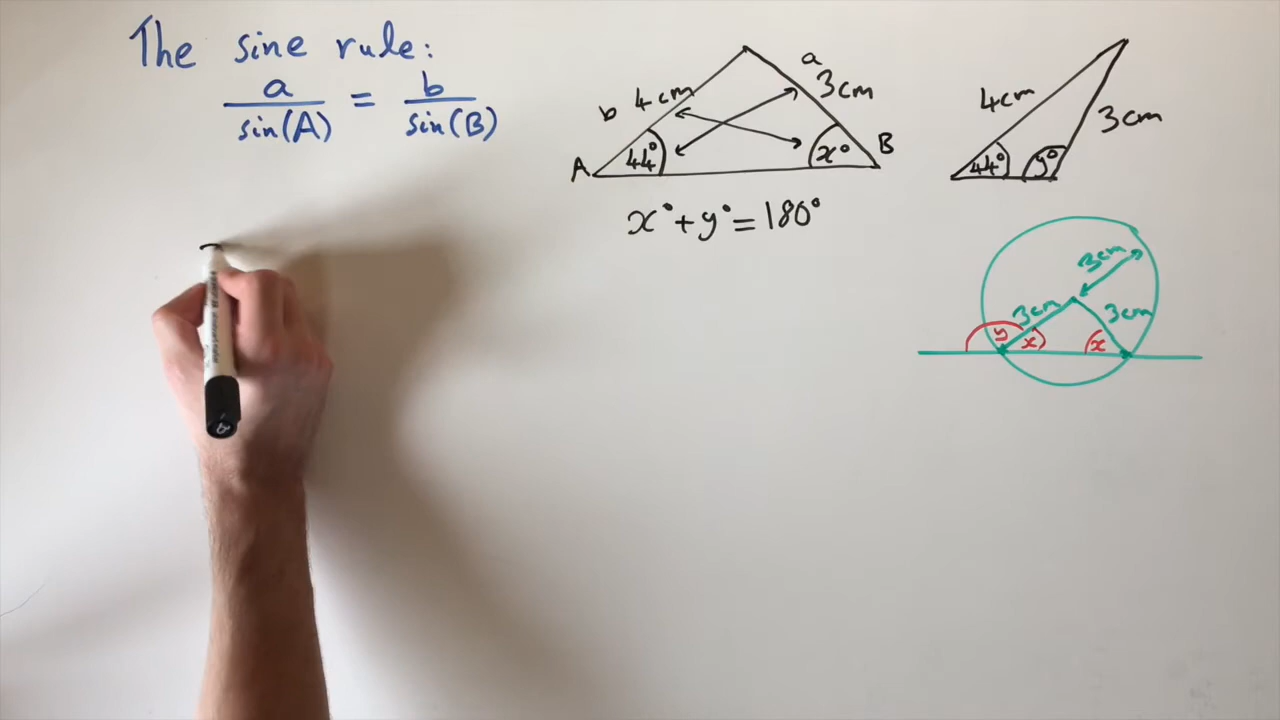 The sine rule:
a/sin(A) = b/sin(B)
b 4cm a 3cm
A 44° x° B
x° + y° = 180°
4cm 3cm
44° y°
3cm
3cm 3cm
y x x